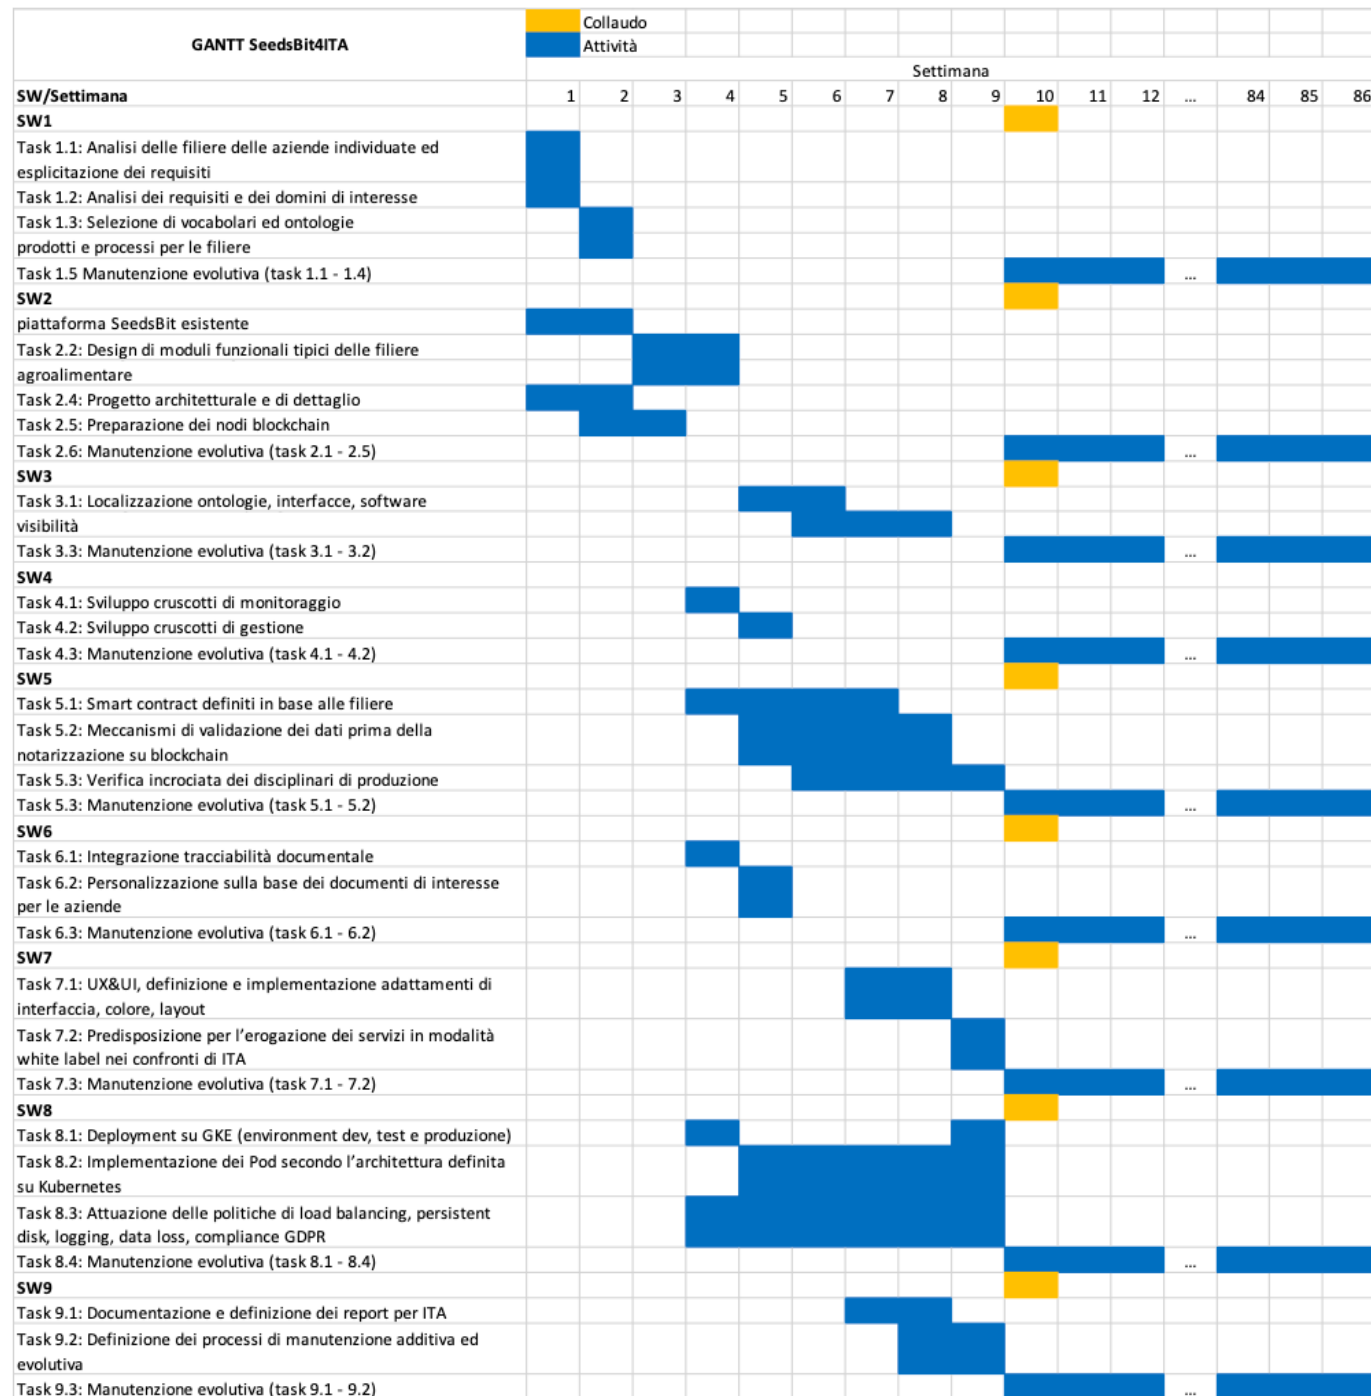 Collaudo
GANTT SeedsBit4ITA
Attività
Settimana
SW/Settimana 1 2 3 4 5 6 7 8 9 10 11 12 ... 84 85 86
SW1
Task 1.1: Analisi delle filiere delle aziende individuate ed
esplicitazione dei requisiti
Task 1.2: Analisi dei requisiti e dei domini di interesse
Task 1.3: Selezione di vocabolari ed ontologie
prodotti e processi per le filiere
Task 1.5 Manutenzione evolutiva (task 1.1 - 1.4) ...
SW2
piattaforma SeedsBit esistente
Task 2.2: Design di moduli funzionali tipici delle filiere
agroalimentare
Task 2.4: Progetto architetturale e di dettaglio
Task 2.5: Preparazione dei nodi blockchain
Task 2.6: Manutenzione evolutiva (task 2.1 - 2.5) ...
SW3
Task 3.1: Localizzazione ontologie, interfacce, software
visibilità
Task 3.3: Manutenzione evolutiva (task 3.1 - 3.2) ...
SW4
Task 4.1: Sviluppo cruscotti di monitoraggio
Task 4.2: Sviluppo cruscotti di gestione
Task 4.3: Manutenzione evolutiva (task 4.1 - 4.2) ...
SW5
Task 5.1: Smart contract definiti in base alle filiere
Task 5.2: Meccanismi di validazione dei dati prima della
notarizzazione su blockchain
Task 5.3: Verifica incrociata dei disciplinari di produzione
Task 5.3: Manutenzione evolutiva (task 5.1 - 5.2) ...
SW6
Task 6.1: Integrazione tracciabilità documentale
Task 6.2: Personalizzazione sulla base dei documenti di interesse
per le aziende
Task 6.3: Manutenzione evolutiva (task 6.1 - 6.2) ...
SW7
Task 7.1: UX&UI, definizione e implementazione adattamenti di
interfaccia, colore, layout
Task 7.2: Predisposizione per l’erogazione dei servizi in modalità
white label nei confronti di ITA
Task 7.3: Manutenzione evolutiva (task 7.1 - 7.2) ...
SW8
Task 8.1: Deployment su GKE (environment dev, test e produzione)
Task 8.2: Implementazione dei Pod secondo l’architettura definita
su Kubernetes
Task 8.3: Attuazione delle politiche di load balancing, persistent
disk, logging, data loss, compliance GDPR
Task 8.4: Manutenzione evolutiva (task 8.1 - 8.4) ...
SW9
Task 9.1: Documentazione e definizione dei report per ITA
Task 9.2: Definizione dei processi di manutenzione additiva ed
evolutiva
Task 9.3: Manutenzione evolutiva (task 9.1 - 9.2) ...